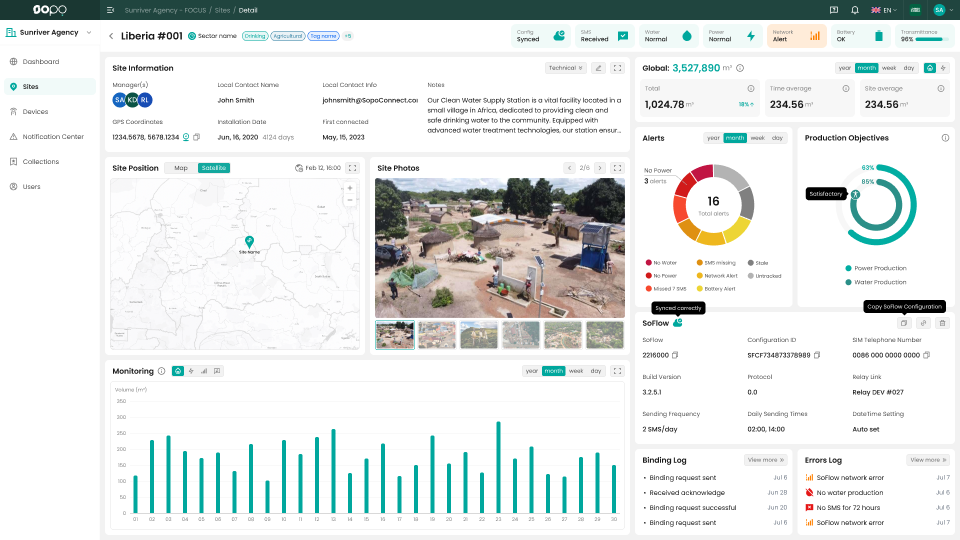 oopo
Sunriver Agency - FOCUS / Sites / Detail
EN
SA
Sunriver Agency
Dashboard
Sites
Devices
Notification Center
Collections
Users
Liberia #001
Sector name
Drinking
Agricultural
Tag name
+5
Config
Synced
SMS
Received
Water
Normal
Power
Normal
Network
Alert
Battery
OK
Transmittance
96%
Site Information
Technical
Manager(s)
SA KD RL
Local Contact Name
John Smith
Local Contact Info
johnsmith@SopoConnect.co
Notes
Our Clean Water Supply Station is a vital facility located in a
small village in Africa, dedicated to providing clean and
safe drinking water to the community. Equipped with
advanced water treatment technologies, our station ensur...
GPS Coordinates
1234.5678, 5678.1234
Installation Date
Jun, 16, 2020 4124 days
First connected
May, 15, 2023
Site Position
Map
Satellite
Feb 12, 16:00
+
−
Site Name
Site Photos
2/6
Monitoring
year month week day
Volume (m³)
350
300
350
200
150
100
50
0
01 02 03 04 05 06 07 08 09 10 11 12 13 14 15 16 17 18 19 20 21 22 23 24 25 26 27 28 29 30
Global: 3,527,890 m³
year month week day
Total
1,024.78 m³
18%
Time average
234.56 m³
Site average
234.56 m³
Alerts
year month week day
No Power
3 alerts
16
Total alerts
No Water
SMS missing
Stale
No Power
Network Alert
Untracked
Missed 7 SMS
Battery Alert
Production Objectives
93%
85%
Satisfactory
Power Production
Water Production
Synced correctly
Copy SoFlow Configuration
SoFlow
SoFlow
2216000
Configuration ID
SFCF734873378989
SIM Telephone Number
0086 000 0000 0000
Build Version
3.2.5.1
Protocol
0.0
Relay Link
Relay DEV #027
Sending Frequency
2 SMS/day
Daily Sending Times
02:00, 14:00
DateTime Setting
Auto set
Binding Log
View more
Binding request sent Jul 6
Received acknowledge Jun 28
Binding request successful Jun 20
Binding request sent Jul 6
Errors Log
View more
SoFlow network error Jul 7
No water production Jul 6
No SMS for 72 hours Jul 6
SoFlow network error Jul 7